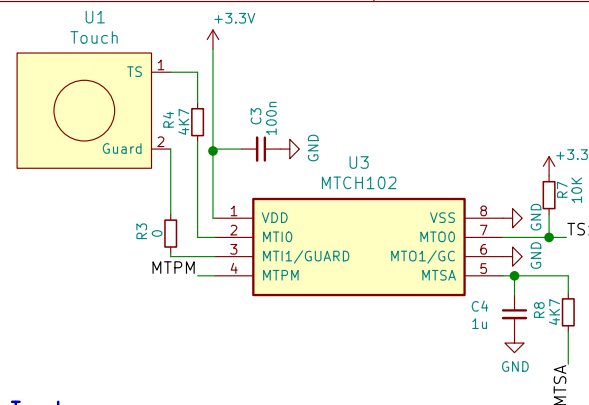 U1
Touch
TS 1
Guard 2
+3.3V
R4
4K7
C3
100n
GND
R3
0
MTPM
U3
MTCH102
1 VDD
2 MTI0
3 MTI1/GUARD
4 MTPM
VSS 8
MTO0 7
MTO1/GC 6
MTSA 5
GND
GND
+3.3
R7
10K
TS
C4
1u
GND
R8
4K7
MTSA